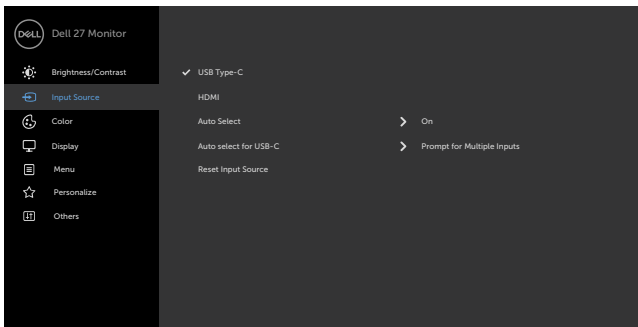 DELL Dell 27 Monitor
Brightness/Contrast
USB Type-C
Input Source
HDMI
Color
Auto Select On
Display
Auto select for USB-C Prompt for Multiple Inputs
Menu
Reset Input Source
Personalize
Others